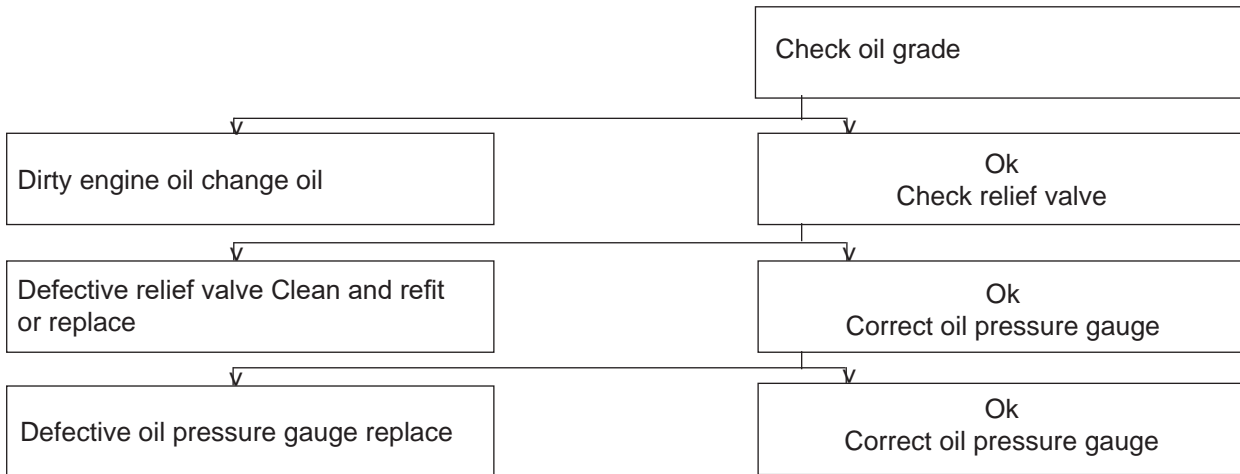 Check oil grade
Dirty engine oil change oil
Ok
Check relief valve
Defective relief valve Clean and refit
or replace
Ok
Correct oil pressure gauge
Defective oil pressure gauge replace
Ok
Correct oil pressure gauge